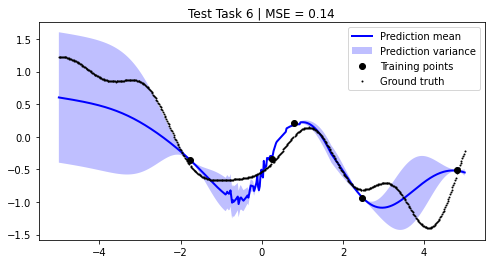 Test Task 6 | MSE = 0.14
Prediction mean
Prediction variance
Training points
Ground truth
1.5
1.0
0.5
0.0
−0.5
−1.0
−1.5
−4
−2
0
2
4